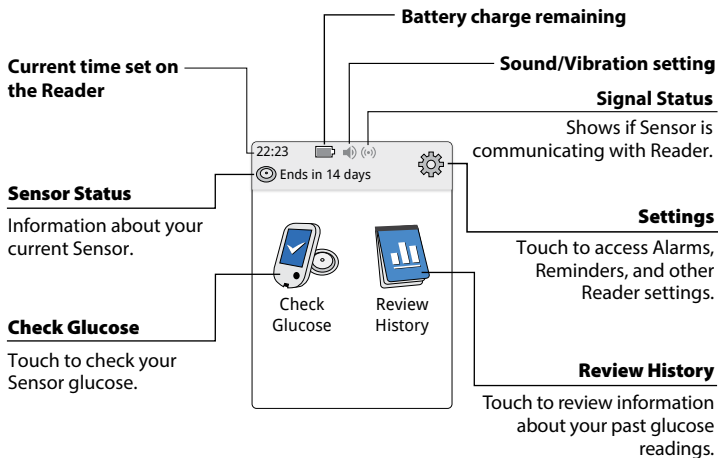 Battery charge remaining
Current time set on
the Reader
Sound/Vibration setting
Signal Status
Shows if Sensor is
communicating with Reader.
22:23
Ends in 14 days
Sensor Status
Information about your
current Sensor.
Settings
Touch to access Alarms,
Reminders, and other
Reader settings.
Check
Glucose
Review
History
Check Glucose
Touch to check your
Sensor glucose.
Review History
Touch to review information
about your past glucose
readings.